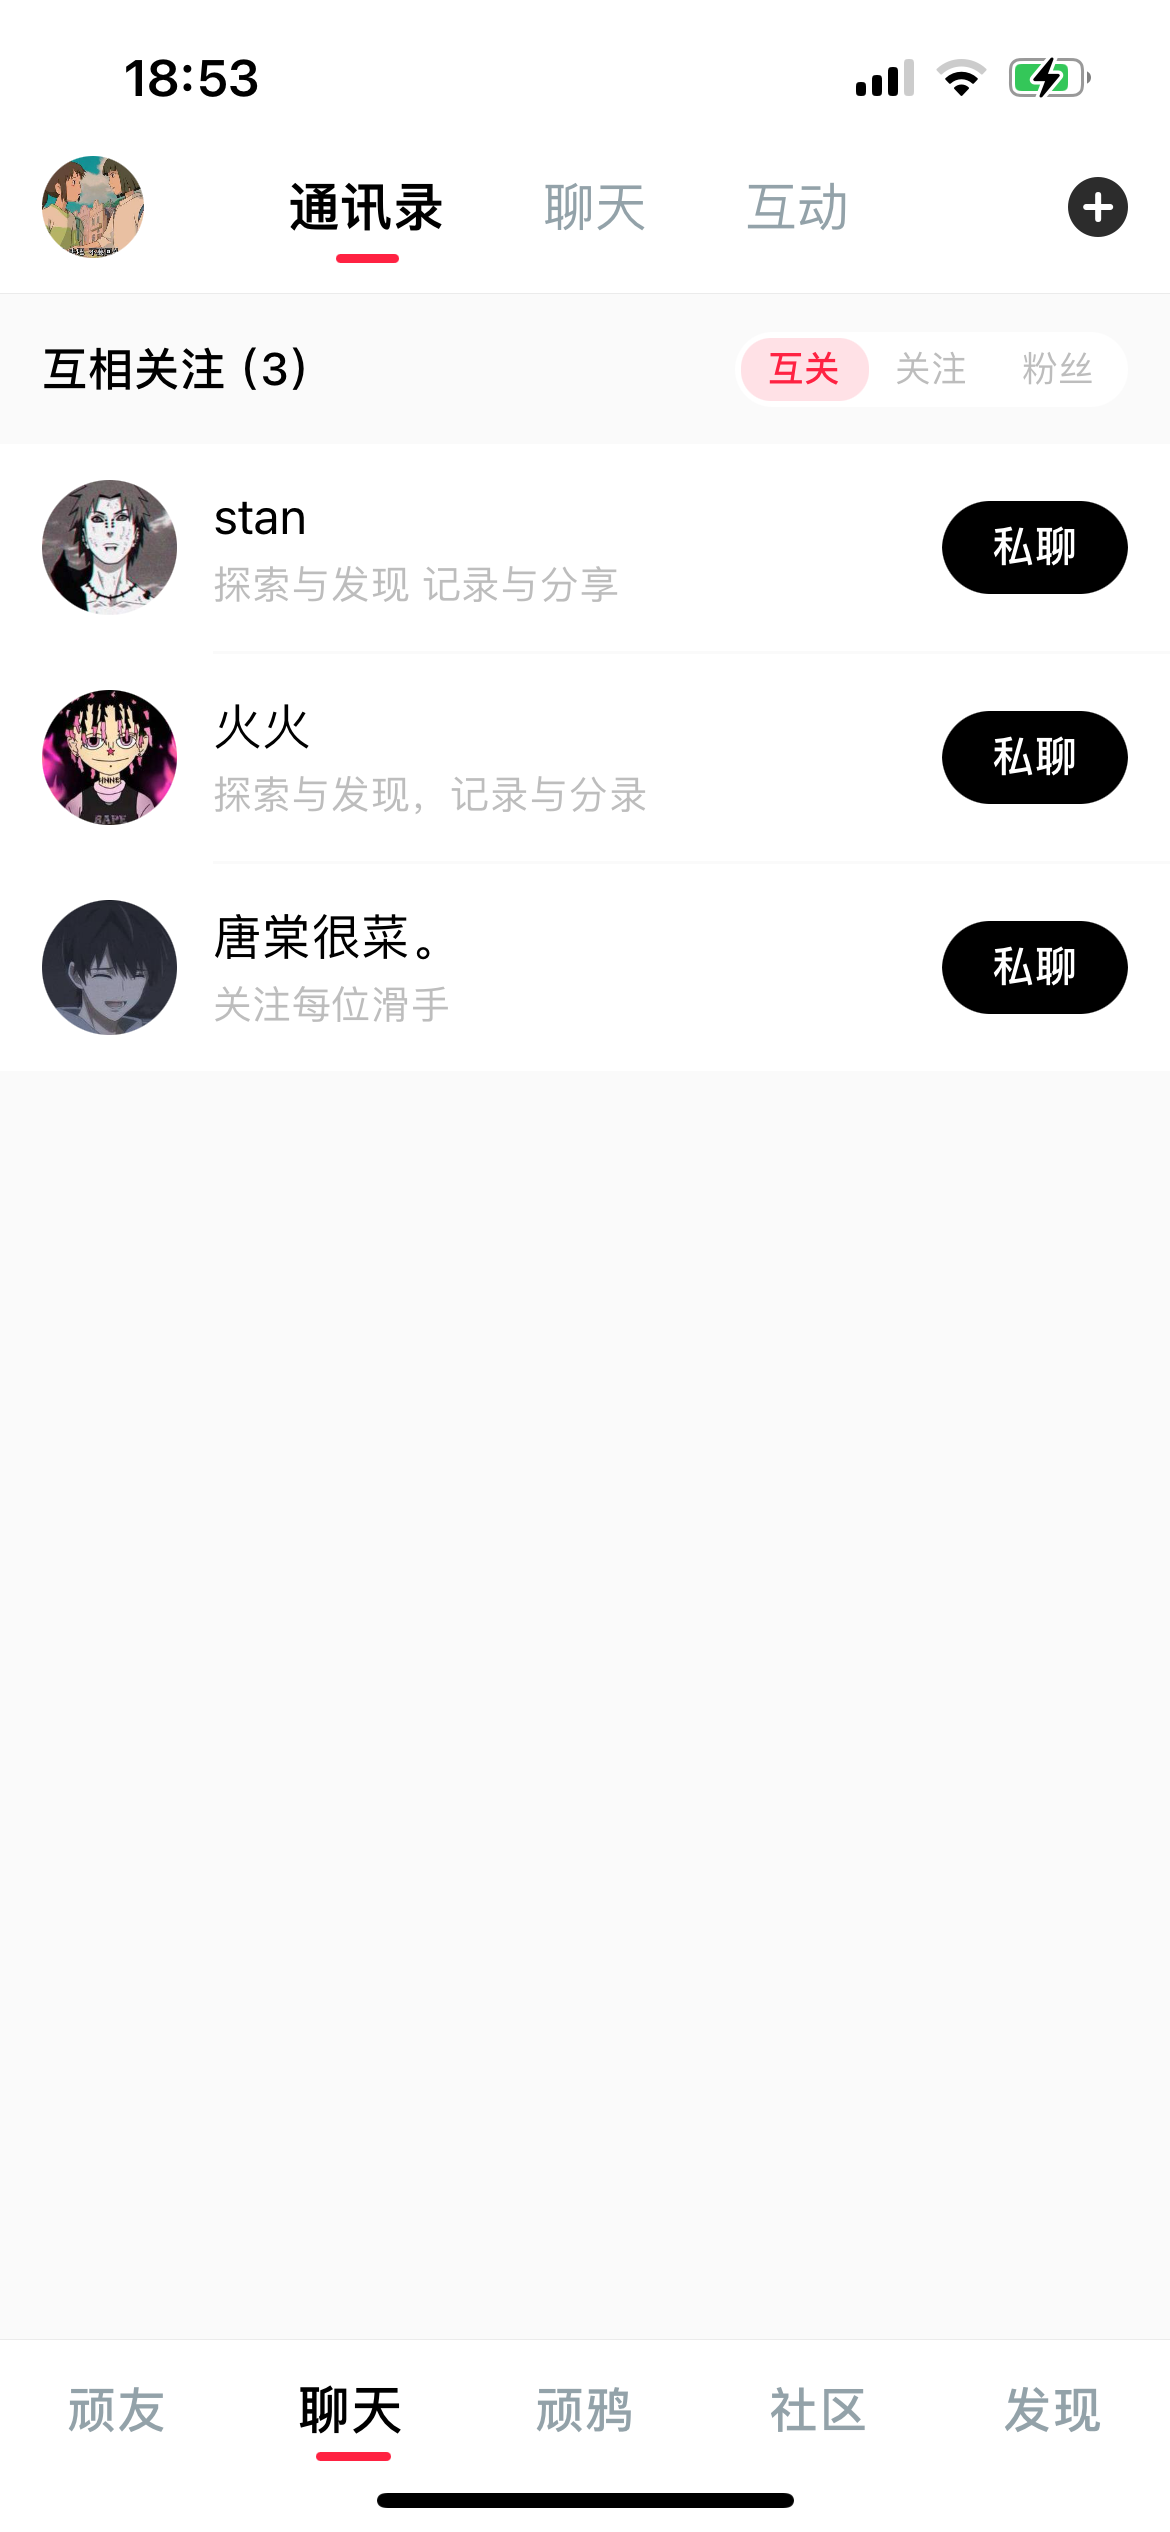 18:53
通讯录 聊天 互动
互相关注 (3) 互关 关注 粉丝
stan
探索与发现 记录与分享
私聊
火火
探索与发现，记录与分录
私聊
唐棠很菜。
关注每位滑手
私聊
顽友 聊天 顽鸦 社区 发现